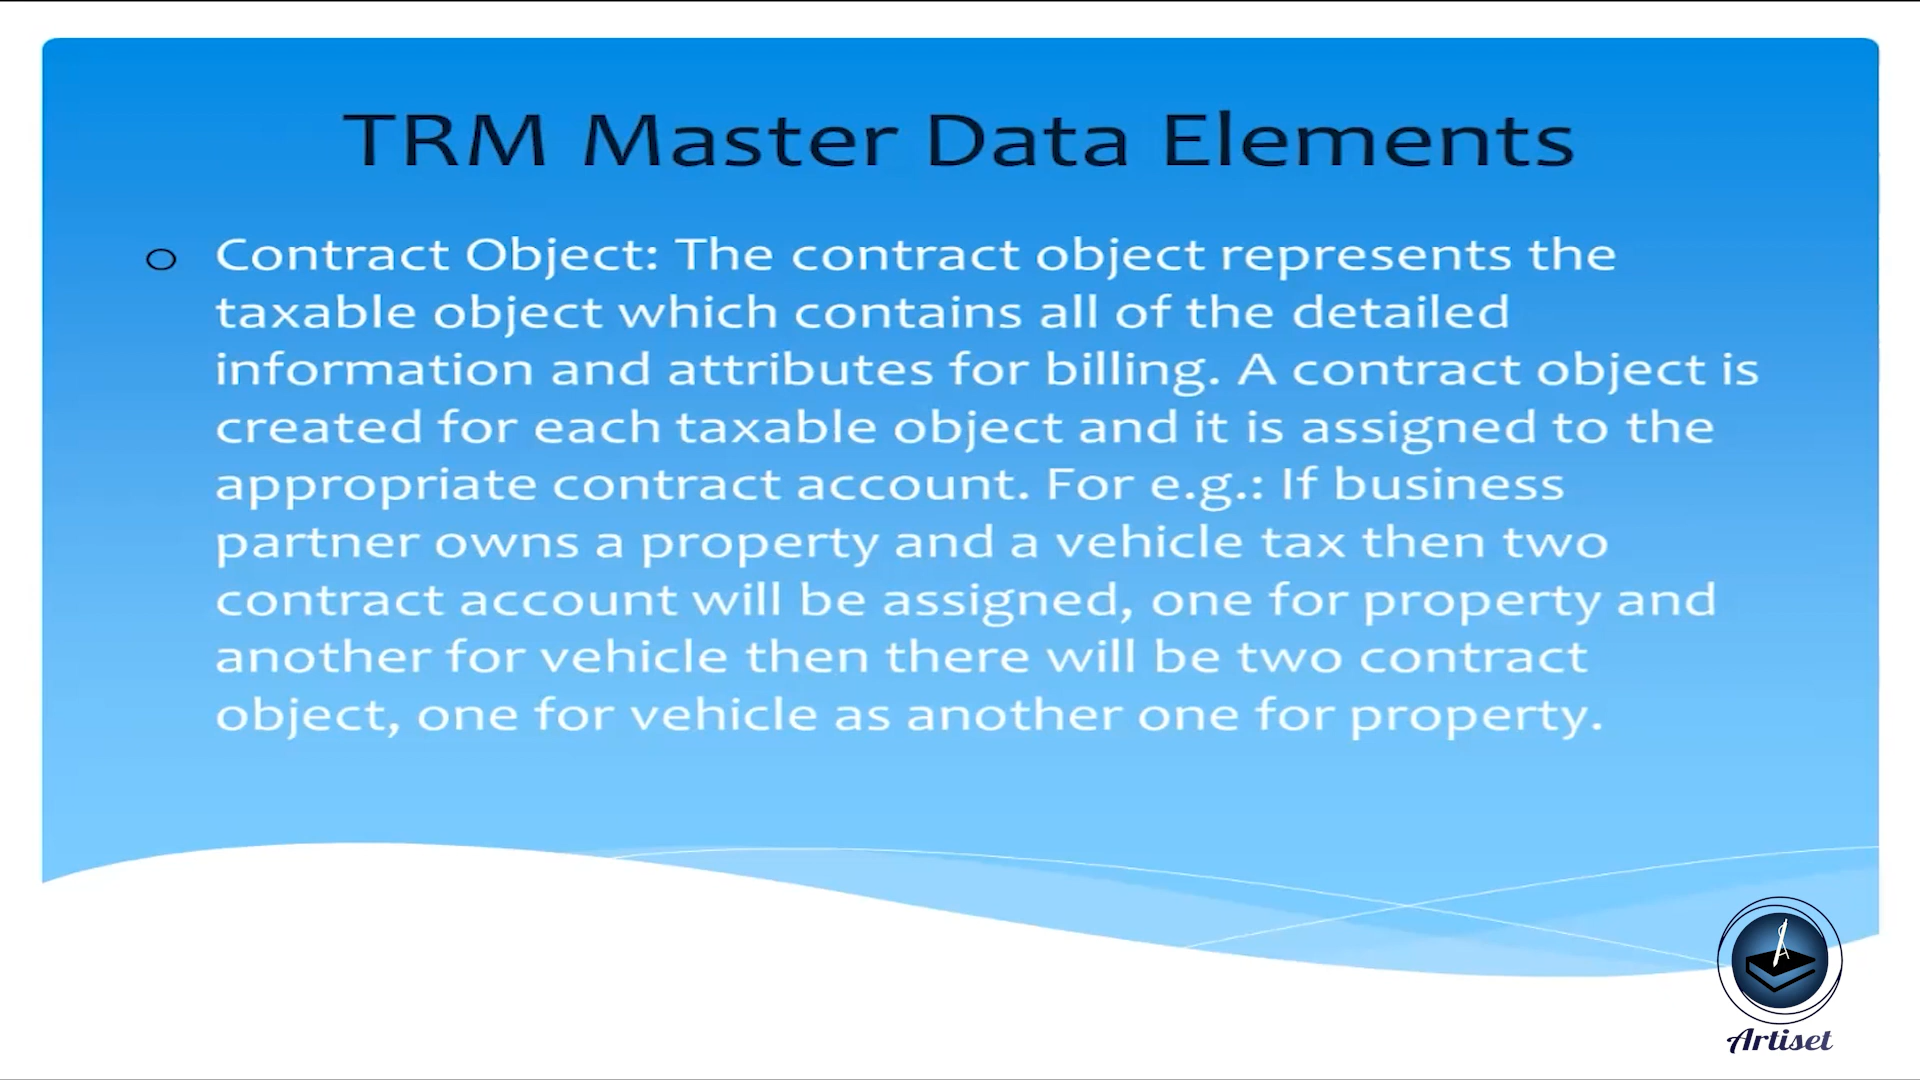 TRM Master Data Elements
o Contract Object: The contract object represents the
taxable object which contains all of the detailed
information and attributes for billing. A contract object is
created for each taxable object and it is assigned to the
appropriate contract account. For e.g.: If business
partner owns a property and a vehicle tax then two
contract account will be assigned, one for property and
another for vehicle then there will be two contract
object, one for vehicle as another one for property.
Artiset